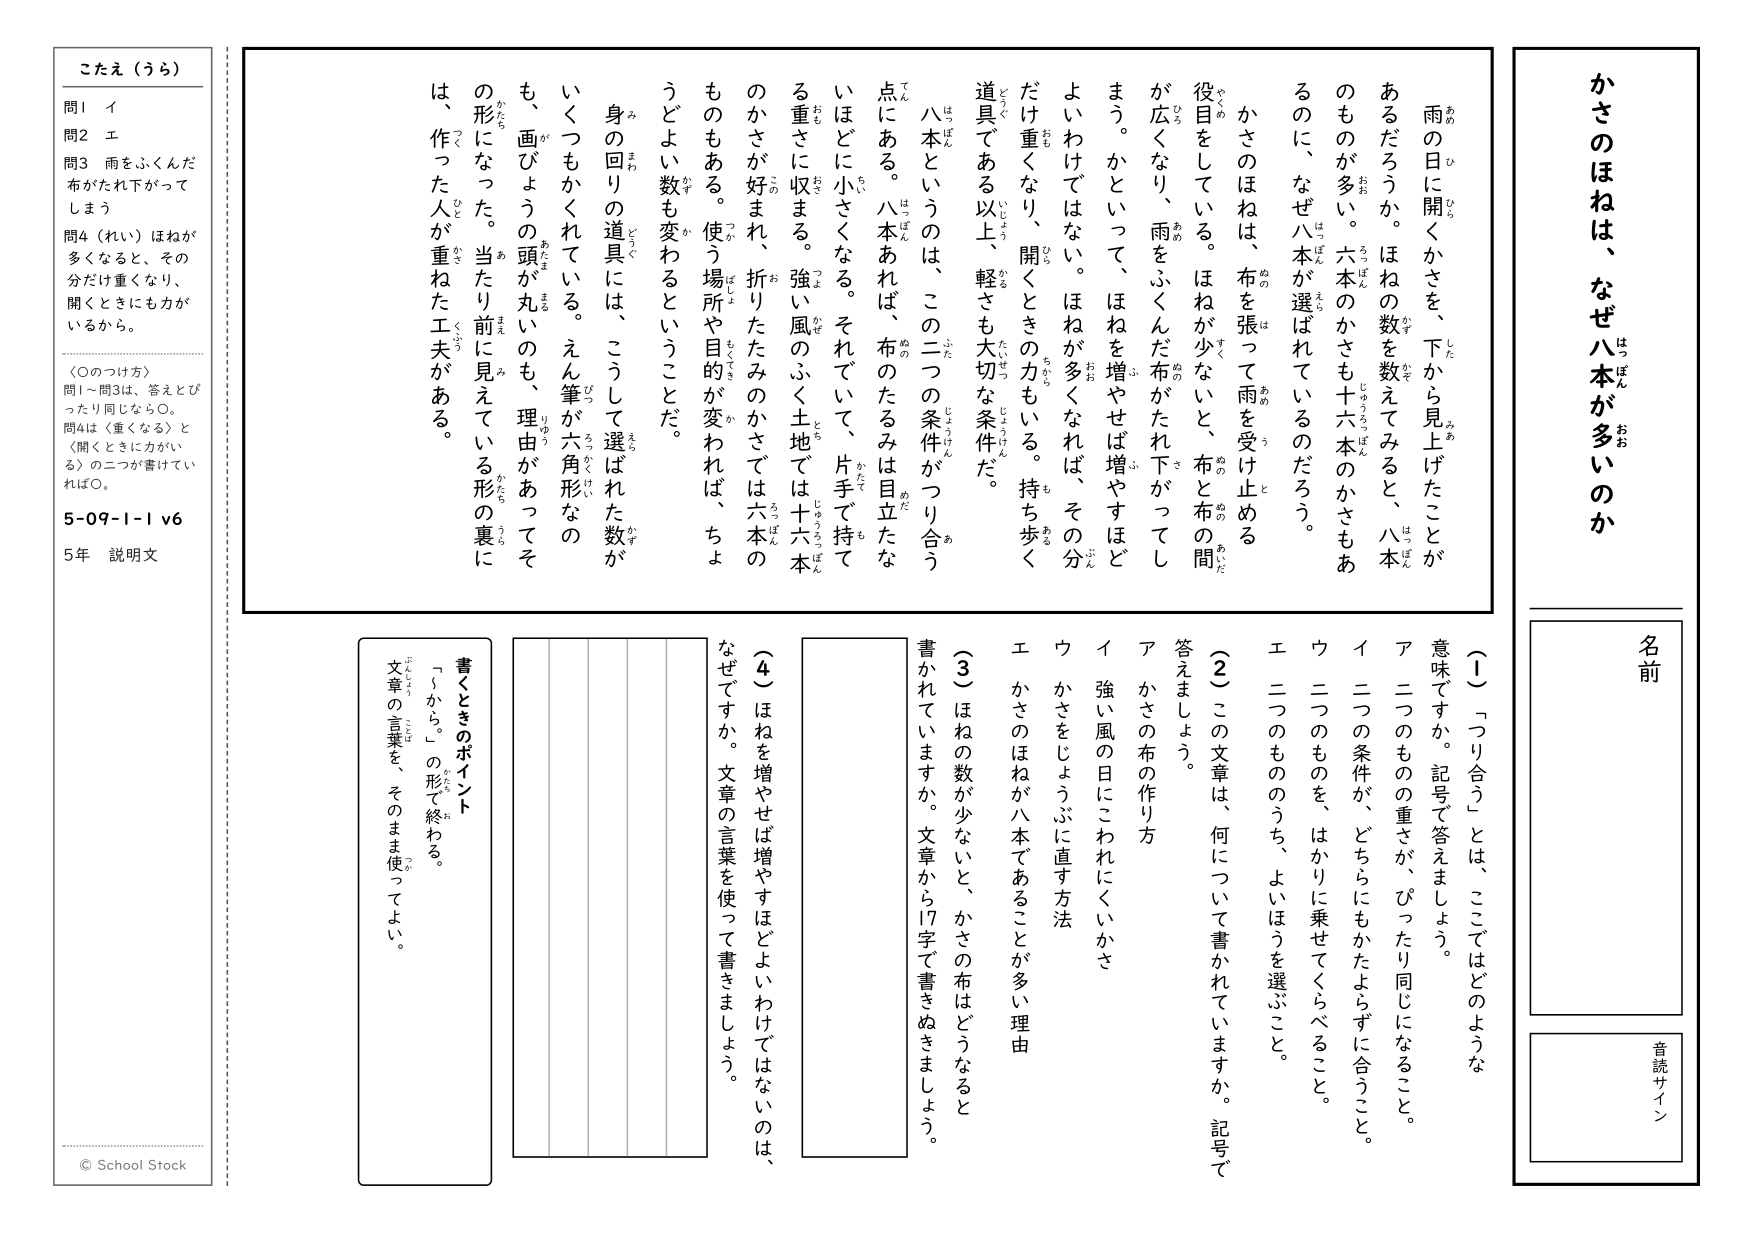 かさのほねは、なぜ八本が多いのか
名前
音読サイン
雨の日に開くかさを、下から見上げたことが
あるだろうか。ほねの数を数えてみると、八本
のものが多い。六本のかさも十六本のかさもあ
るのに、なぜ八本が選ばれているのだろう。
かさのほねは、布を張って雨を受け止める
役目をしている。ほねが少ないと、布と布の間
が広くなり、雨をふくんだ布がたれ下がってし
まう。かといって、ほねを増やせば増やすほど
よいわけではない。ほねが多くなれば、その分
だけ重くなり、開くときの力もいる。持ち歩く
道具である以上、軽さも大切な条件だ。
八本というのは、この二つの条件がつり合う
点にある。八本あれば、布のたるみは目立たな
いほどに小さくなる。それでいて、片手で持て
る重さに収まる。強い風のふく土地では十六本
のかさが好まれ、折りたたみのかさでは六本の
ものもある。使う場所や目的が変われば、ちょ
うどよい数も変わるということだ。
身の回りの道具には、こうして選ばれた数が
いくつもかくれている。えん筆が六角形なの
も、画びょうの頭が丸いのも、理由があってそ
の形になった。当たり前に見えている形の裏に
は、作った人が重ねた工夫がある。
(1)「つり合う」とは、ここではどのような
意味ですか。記号で答えましょう。
ア 二つのものの重さが、ぴったり同じになること。
イ 二つの条件が、どちらにもかたよらずに合うこと。
ウ 二つのものを、はかりに乗せてくらべること。
エ 二つのもののうち、よいほうを選ぶこと。
(2)この文章は、何について書かれていますか。記号で
答えましょう。
ア かさの布の作り方
イ 強い風の日にこわれにくいかさ
ウ かさをじょうぶに直す方法
エ かさのほねが八本であることが多い理由
(3)ほねの数が少ないと、かさの布はどうなると
書かれていますか。文章から17字で書きぬきましょう。
(4)ほねを増やせば増やすほどよいわけではないのは、
なぜですか。文章の言葉を使って書きましょう。
書くときのポイント
「〜から。」の形で終わる。
文章の言葉を、そのまま使ってよい。
こたえ(うら)
問1 イ
問2 エ
問3 雨をふくんだ
布がたれ下がって
しまう
問4(れい)ほねが
多くなると、その
分だけ重くなり、
開くときにも力が
いるから。
〈○のつけ方〉
問1〜問3は、答えとぴ
ったり同じなら○。
問4は〈重くなる〉と
〈開くときに力がい
る〉の二つが書けてい
れば○。
5-09-1-1 v6
5年 説明文
© School Stock